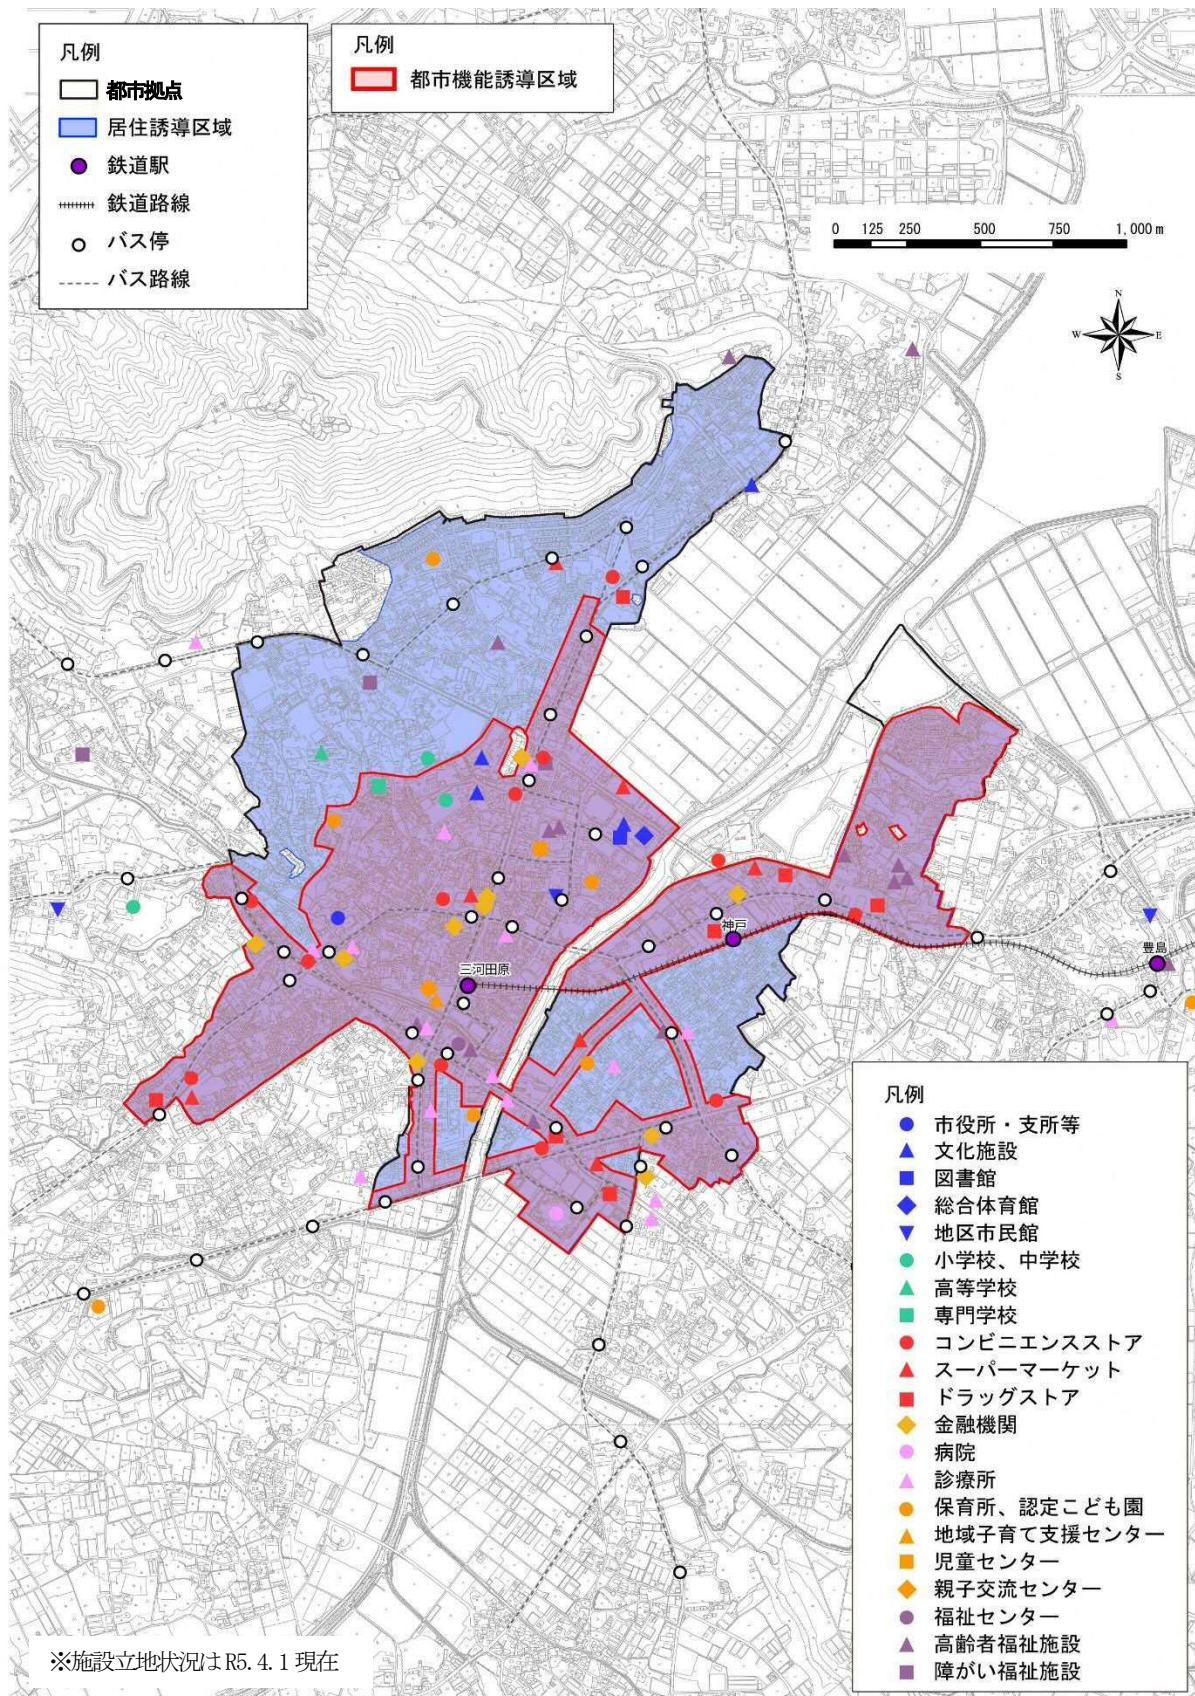 凡例
都市拠点
居住誘導区域
鉄道駅
鉄道路線
バス停
バス路線
凡例
都市機能誘導区域
0 125 250 500 750 1,000 m
N
W E
S
神戸
三河田原
豊島
凡例
市役所・支所等
文化施設
図書館
総合体育館
地区市民館
小学校、中学校
高等学校
専門学校
コンビニエンスストア
スーパーマーケット
ドラッグストア
金融機関
病院
診療所
保育所、認定こども園
地域子育て支援センター
児童センター
親子交流センター
福祉センター
高齢者福祉施設
障がい福祉施設
※施設立地状況は R5.4.1 現在